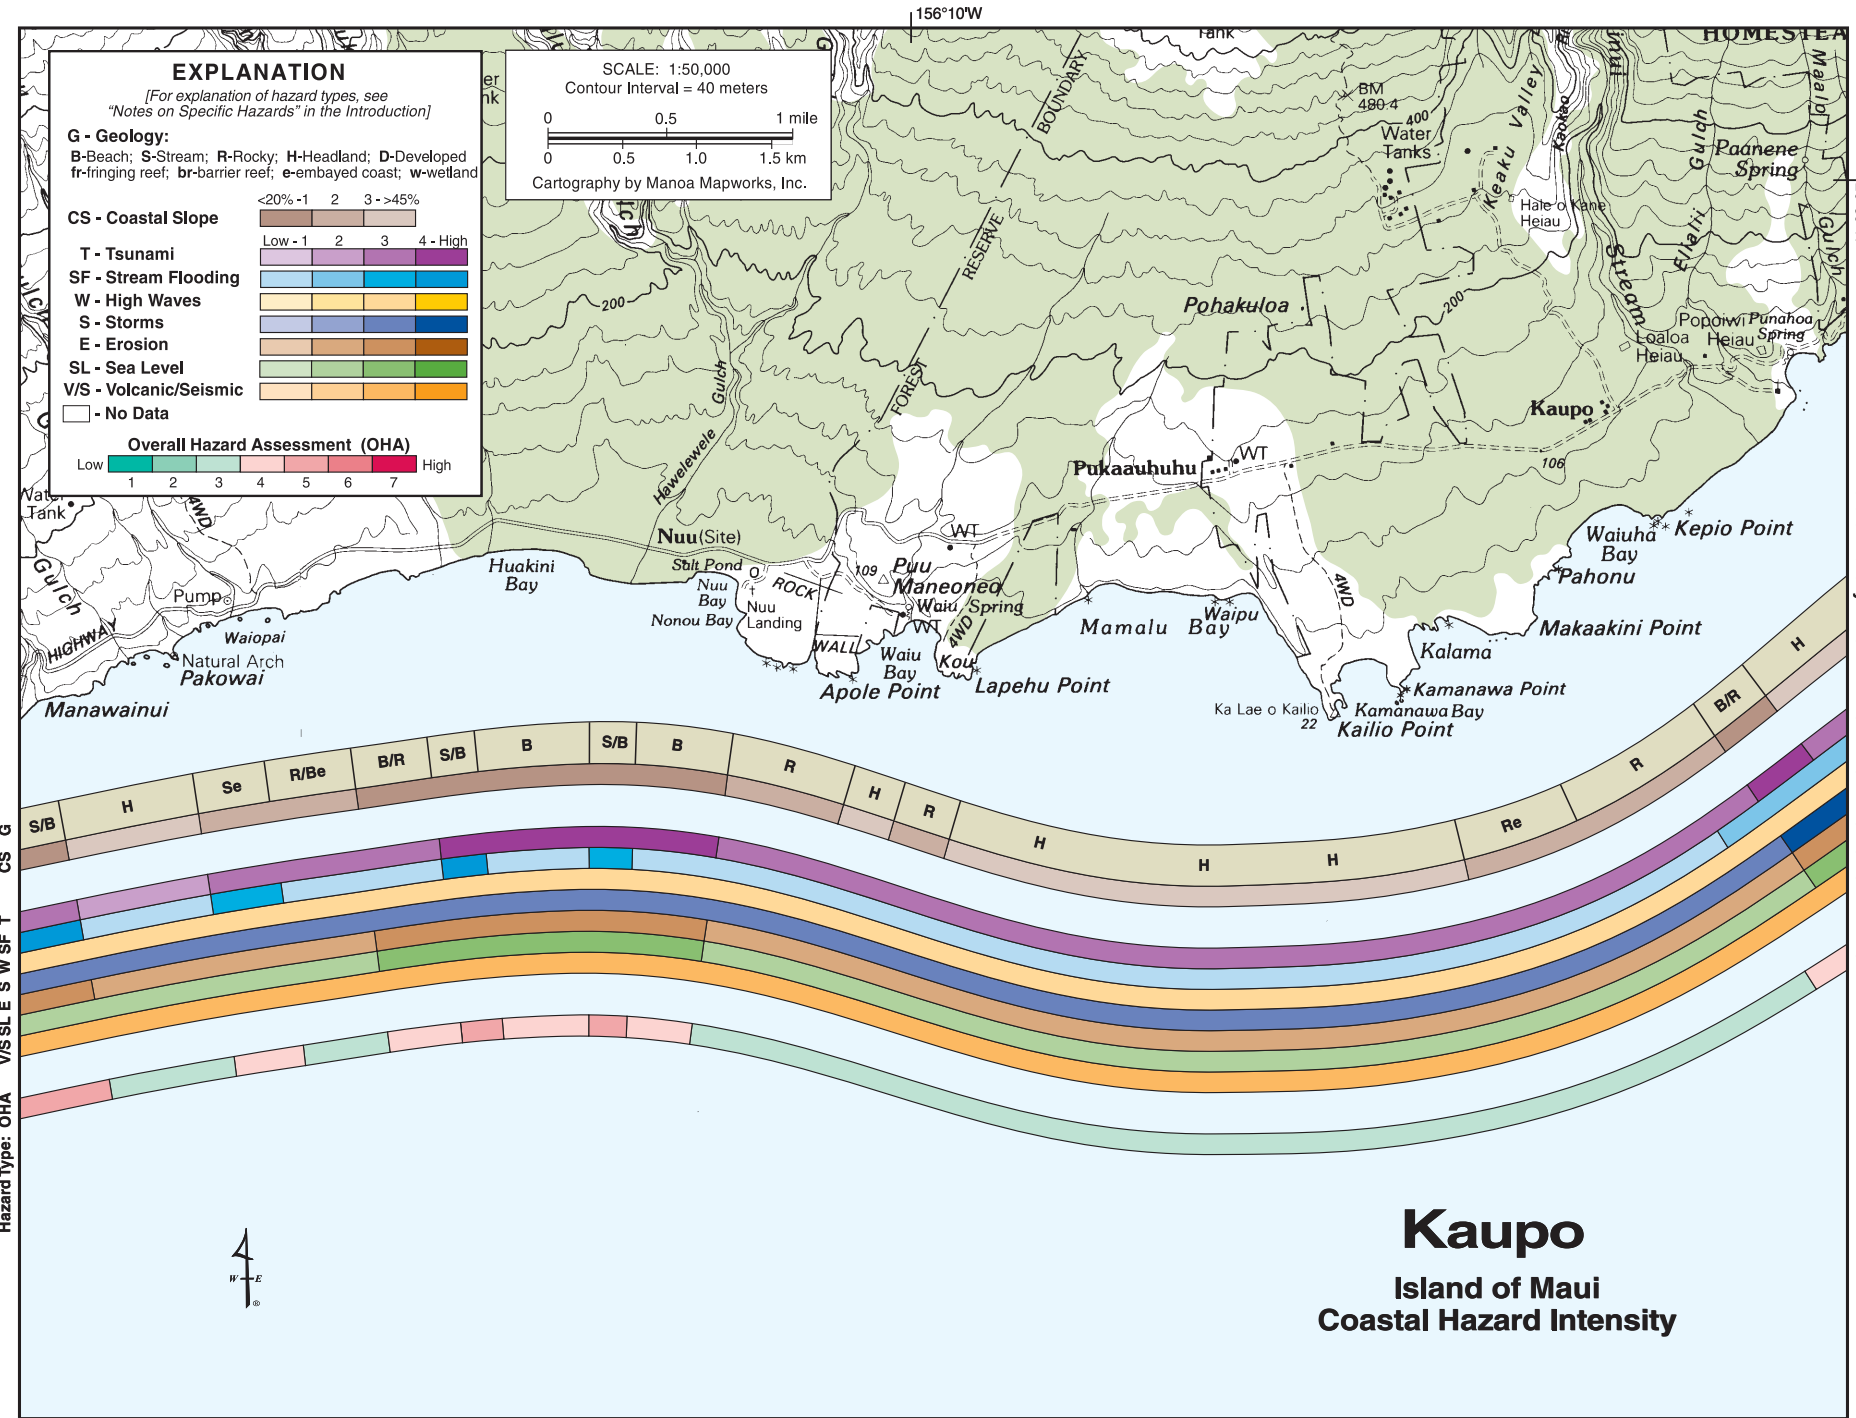 156°10'W
EXPLANATION
[For explanation of hazard types, see
"Notes on Specific Hazards" in the Introduction]
G - Geology:
B-Beach; S-Stream; R-Rocky; H-Headland; D-Developed
fr-fringing reef; br-barrier reef; e-embayed coast; w-wetland
<20% -1 2 3 - >45%
CS - Coastal Slope
Low - 1 2 3 4 - High
T - Tsunami
SF - Stream Flooding
W - High Waves
S - Storms
E - Erosion
SL - Sea Level
V/S - Volcanic/Seismic
- No Data
Overall Hazard Assessment (OHA)
Low High
1 2 3 4 5 6 7
SCALE: 1:50,000
Contour Interval = 40 meters
0 0.5 1 mile
0 0.5 1.0 1.5 km
Cartography by Manoa Mapworks, Inc.
Tank
HOMESTEA
BOUNDARY
RESERVE
FOREST
BM
480.4
400
Water
Tanks
Keaku Valley
Kaokao
Hale o Kane
Heiau
Stream
Gulch
Elialii
Paanene
Spring
Maalo
Gulch
200
200
Pohakuloa
Popoiwi
Heiau
Punahoa
Spring
Loaloa
Heiau
Kaupo
106
Pukaauhuhu
WT
Gulch
Hawelewele
Water
Tank
4WD
Gulch
HIGHWAY
Pump
Waiopai
Natural Arch
Pakowai
Manawainui
Huakini
Bay
Nuu (Site)
Salt Pond
Nuu
Bay
Nonou Bay
Nuu
Landing
ROCK
WALL
109
Puu
Maneoneo
WT
Waiu Spring
WT
4WD
Waiu
Bay
Kou
Apole Point
Lapehu Point
Mamalu Bay
Waipu
4WD
Ka Lae o Kailio
22
Kailio Point
Kamanawa Bay
Kamanawa Point
Kalama
Makaakini Point
Pahonu
Waiuha
Bay
Kepio Point
S/B H Se R/Be B/R S/B B S/B B R H R H H H Re R B/R H
G
CS
T
SF
W
S
E
SL
V/S
Hazard Type: OHA
W E
®
Kaupo
Island of Maui
Coastal Hazard Intensity